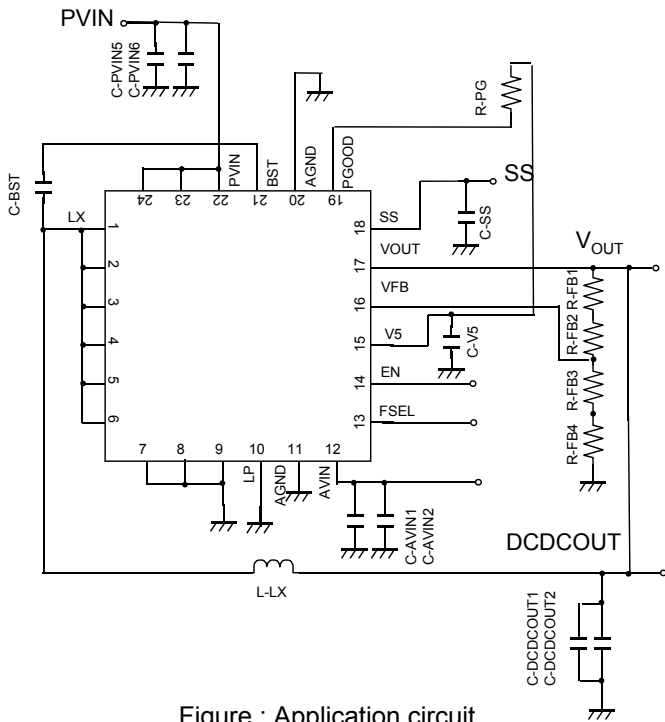 PVIN
C-PVIN5
C-PVIN6
R-PG
C-BST
PVIN
BST
AGND
PGOOD
24
23
22
21
20
19
LX
1
2
3
4
5
6
SS
18
SS
C-SS
VOUT
17
VOUT
VFB
16
R-FB1
R-FB2
R-FB3
R-FB4
V5
15
C-V5
EN
14
FSEL
13
7
8
9
10
11
12
LP
AGND
AVIN
C-AVIN1
C-AVIN2
L-LX
DCDCOUT
C-DCDCOUT1
C-DCDCOUT2
Figure : Application circuit